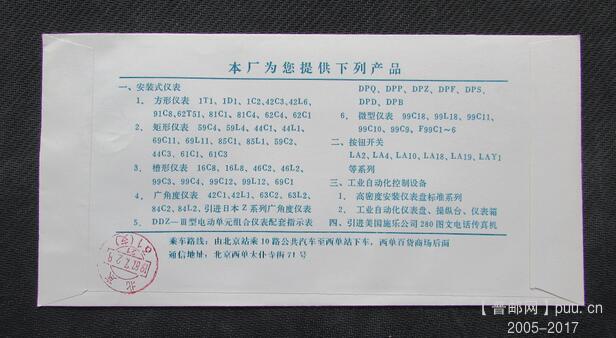 本厂为您提供下列产品
一、安装式仪表
1. 方形仪表 1T1、1D1、1C2、42C3、42L6、
91C8、62T51、81C1、81C4、62C4、62C1
2. 矩形仪表 59C4、59L4、44C1、44L1、
69C11、69L11、85C1、85L1、59C2、
44C3、61C1、61C3
3. 槽形仪表 16C8、16L8、46C2、46L2、
99C3、99C4、99C12、99L12、69C1
4. 广角度仪表 42C1、42L1、63C2、63L2、
84C2、84L2、引进日本Z系列广角度仪表
5. DDZ—Ⅲ型电动单元组合仪表配套指示表
DPQ、DPP、DPZ、DPF、DPS、
DPD、DPB
6. 微型仪表 99C18、99L18、99C11、
99C10、99C9、F99C1~6
二、按钮开关
LA2、LA4、LA10、LA18、LA19、LAY1
等系列
三、工业自动化控制设备
1. 高密度安装仪表盘标准系列
2. 工业自动化仪表盘、操纵台、仪表箱
四、引进美国施乐公司280图文电话传真机
乘车路线：由北京站乘10路公共汽车至西单站下车，西单百货商场后面
通信地址：北京西单太仆寺街71号
北京
【普邮网】puu.cn
2005-2017